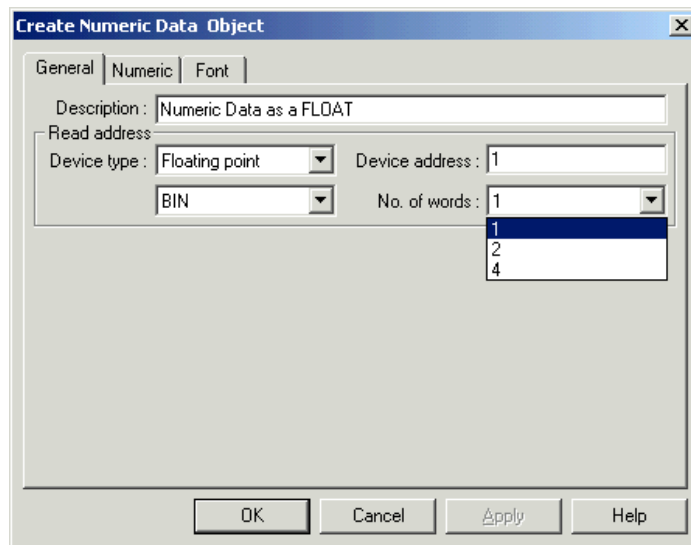 Create Numeric Data Object
General Numeric Font
Description : Numeric Data as a FLOAT
Read address
Device type : Floating point Device address : 1
BIN No. of words : 1
1
2
4
OK Cancel Apply Help